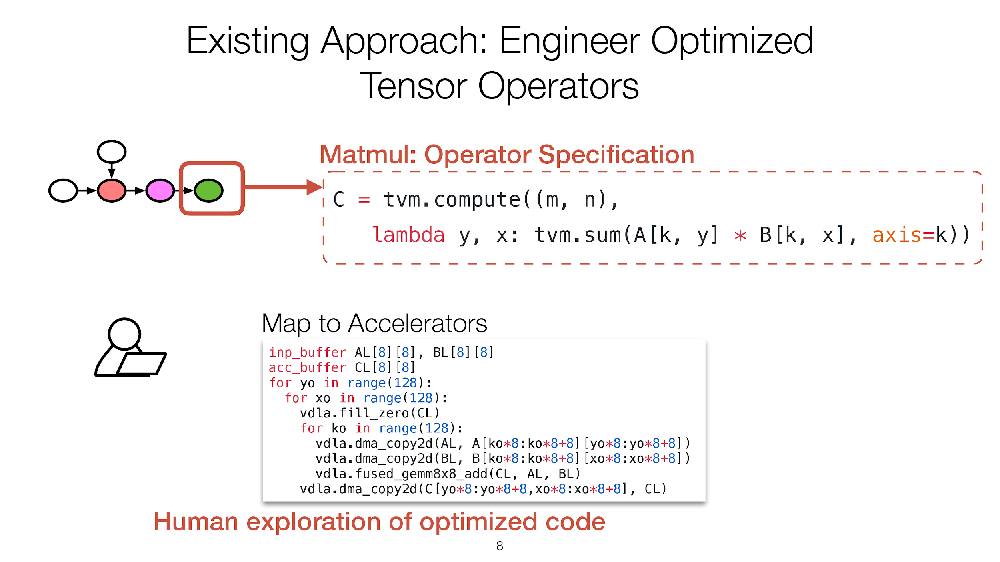 Existing Approach: Engineer Optimized
Tensor Operators
Matmul: Operator Specification
C = tvm.compute((m, n),
lambda y, x: tvm.sum(A[k, y] * B[k, x], axis=k))
Map to Accelerators
inp_buffer AL[8][8], BL[8][8]
acc_buffer CL[8][8]
for yo in range(128):
  for xo in range(128):
    vdla.fill_zero(CL)
    for ko in range(128):
      vdla.dma_copy2d(AL, A[ko*8:ko*8+8][yo*8:yo*8+8])
      vdla.dma_copy2d(BL, B[ko*8:ko*8+8][xo*8:xo*8+8])
      vdla.fused_gemm8x8_add(CL, AL, BL)
    vdla.dma_copy2d(C[yo*8:yo*8+8,xo*8:xo*8+8], CL)
Human exploration of optimized code
8